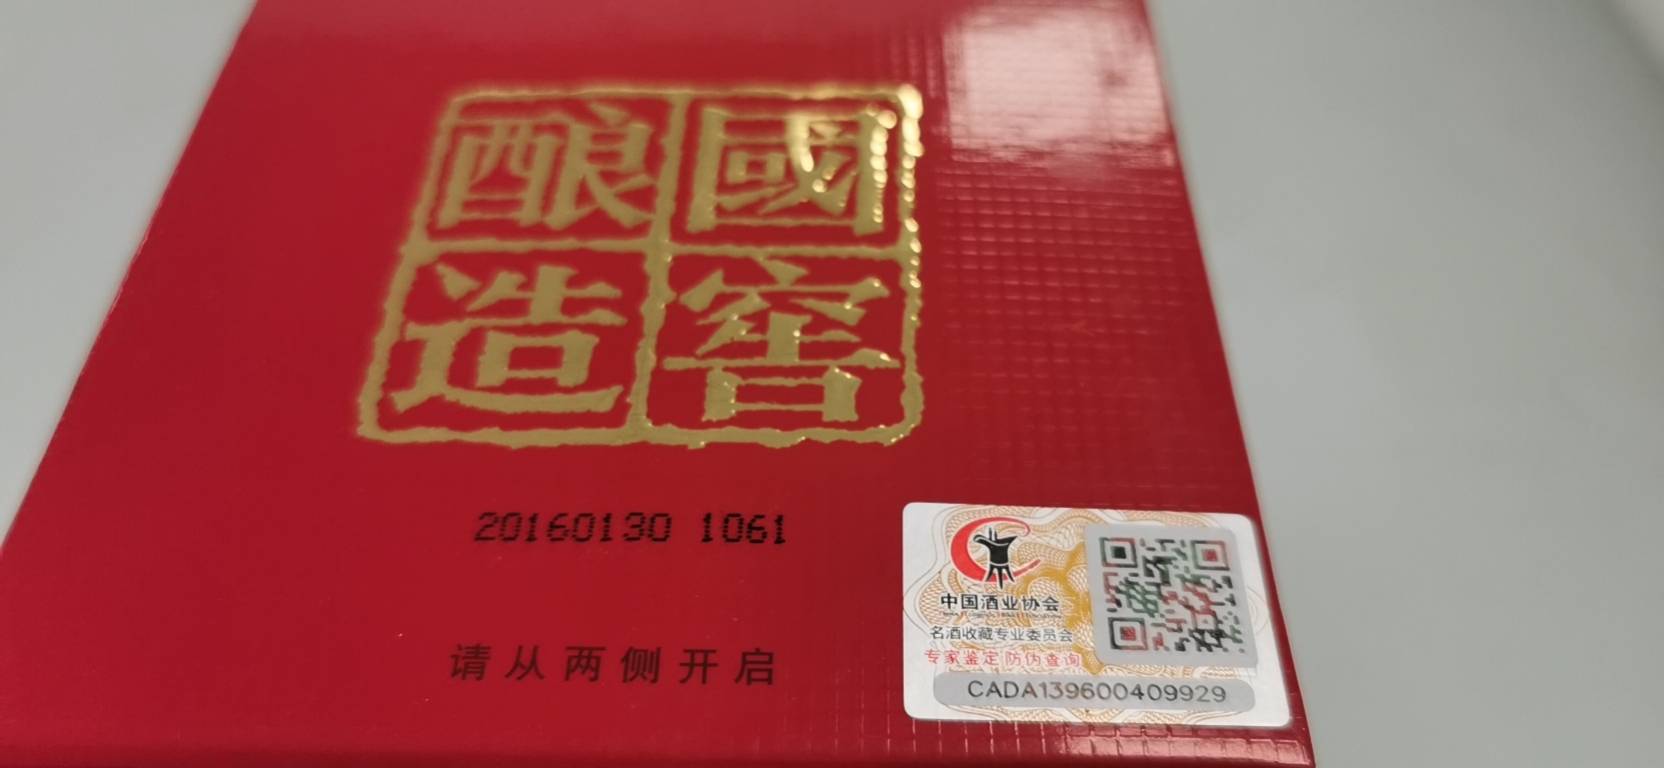 國窖
酿造
20160130 1061
请从两侧开启
中国酒业协会
名酒收藏专业委员会
专家鉴定 防伪查询
CADA139600409929